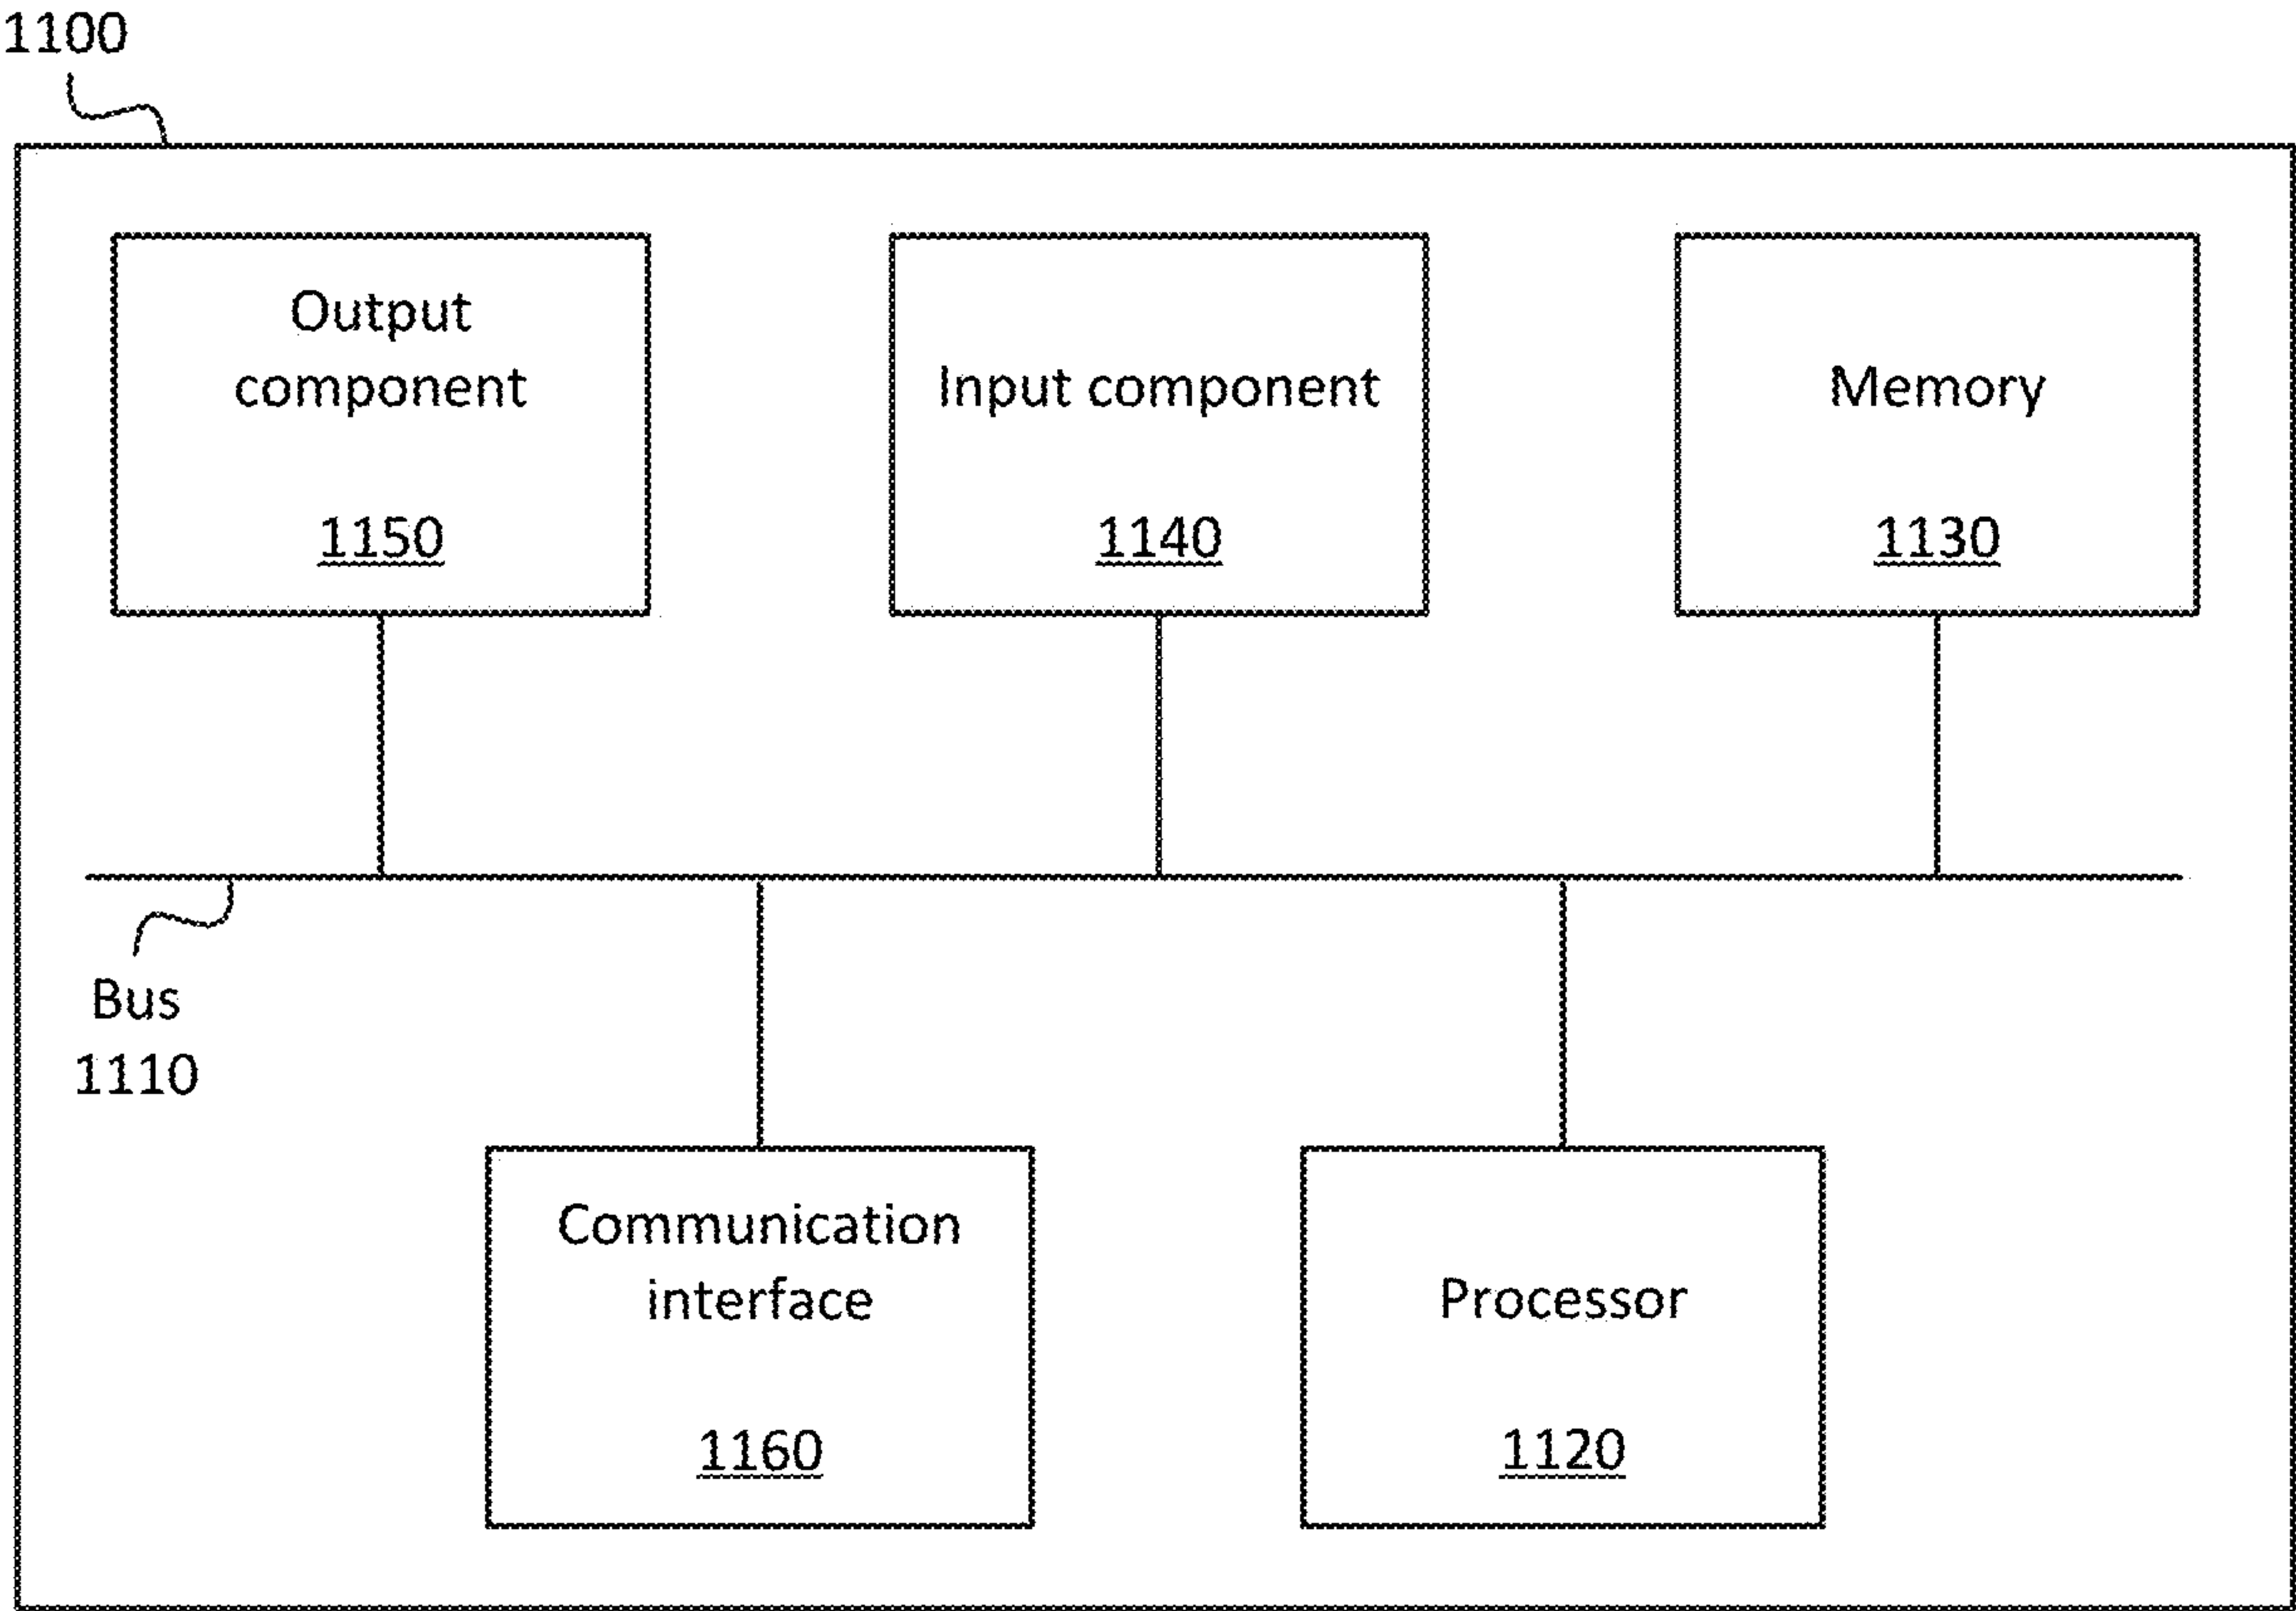 1100
Output
component
1150
Input component
1140
Memory
1130
Bus
1110
Communication
interface
1160
Processor
1120